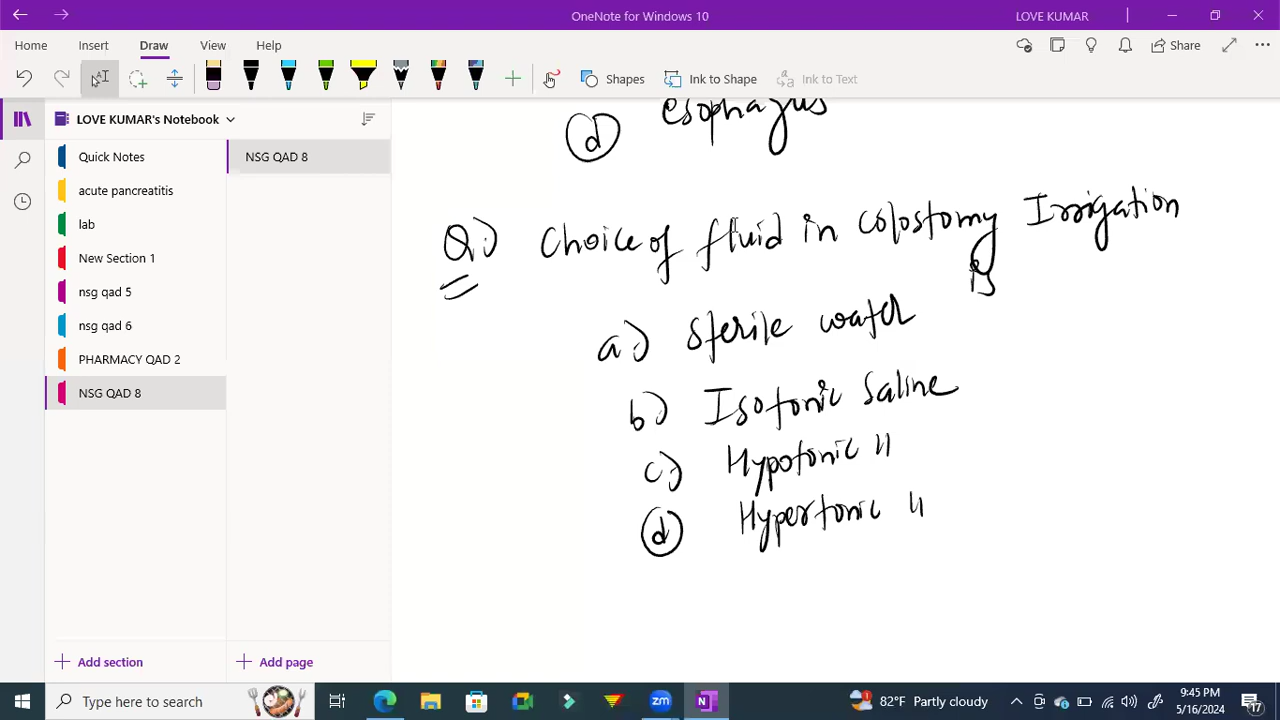 OneNote for Windows 10
LOVE KUMAR
Home Insert Draw View Help
Share
Shapes
Ink to Shape
Ink to Text
LOVE KUMAR's Notebook
Quick Notes
acute pancreatitis
lab
New Section 1
nsg qad 5
nsg qad 6
PHARMACY QAD 2
NSG QAD 8
Add section
NSG QAD 8
Add page
d esophagus
Q:) Choice of fluid in colostomy Irrigation
is
a:) Sterile water
b) Isotonic Saline
c) Hypotonic "
d Hypertonic "
Type here to search
zm
N
82°F Partly cloudy
9:45 PM
5/16/2024
17